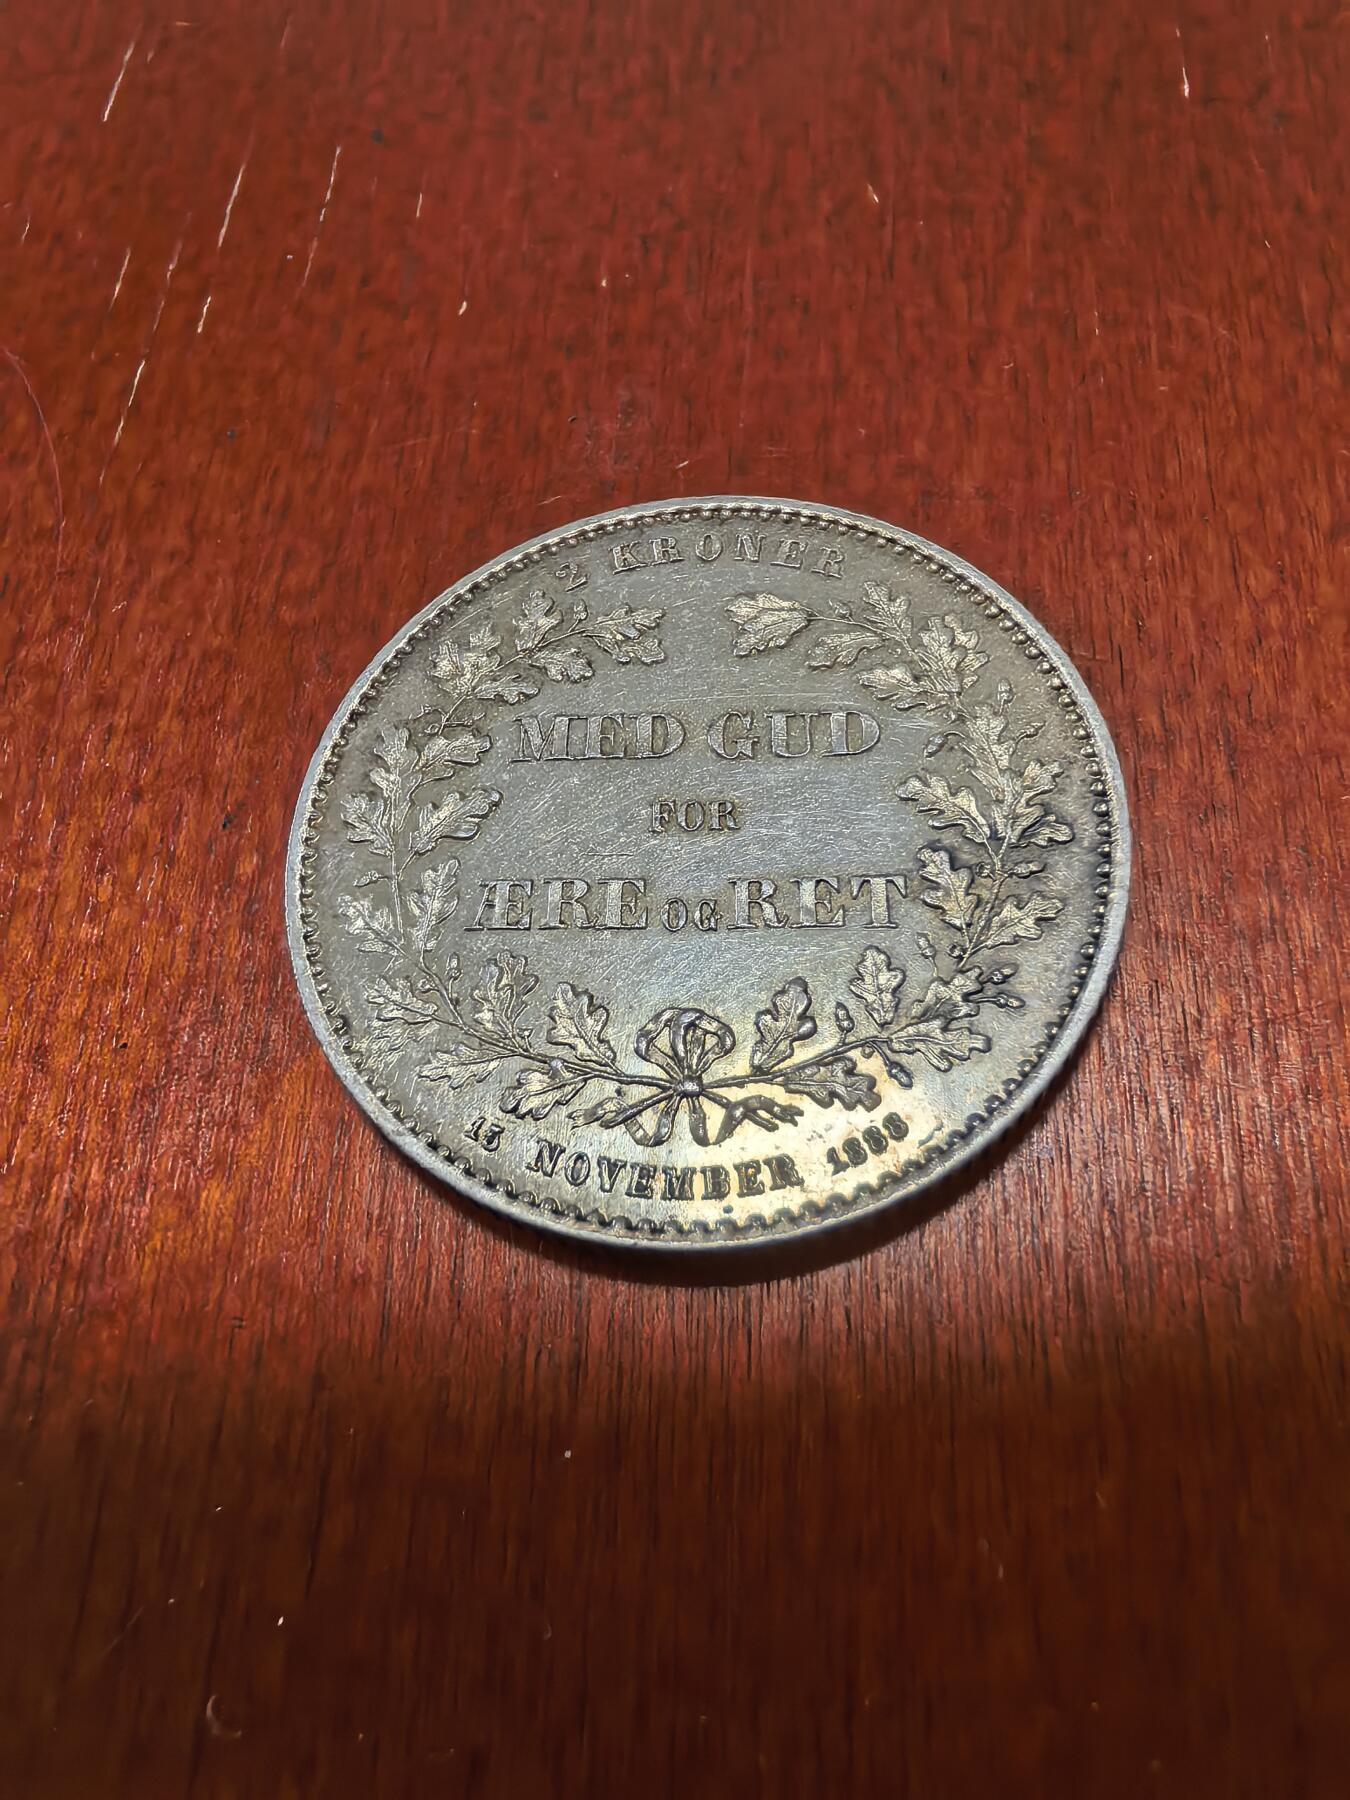 2 KRONER
MED GUD
FOR
ÆRE OG RET
15 NOVEMBER 1888